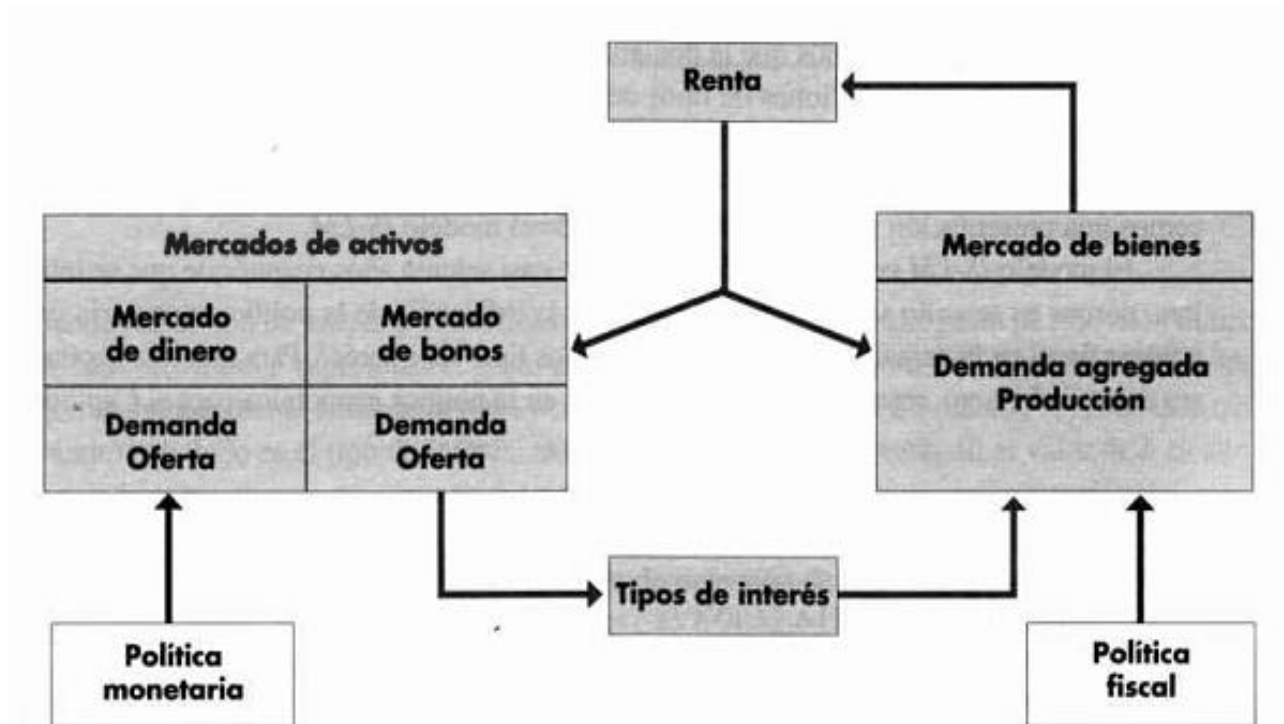 Renta
Mercados de activos
Mercado
de dinero
Mercado
de bonos
Demanda
Oferta
Demanda
Oferta
Mercado de bienes
Demanda agregada
Producción
Tipos de interés
Política
monetaria
Política
fiscal